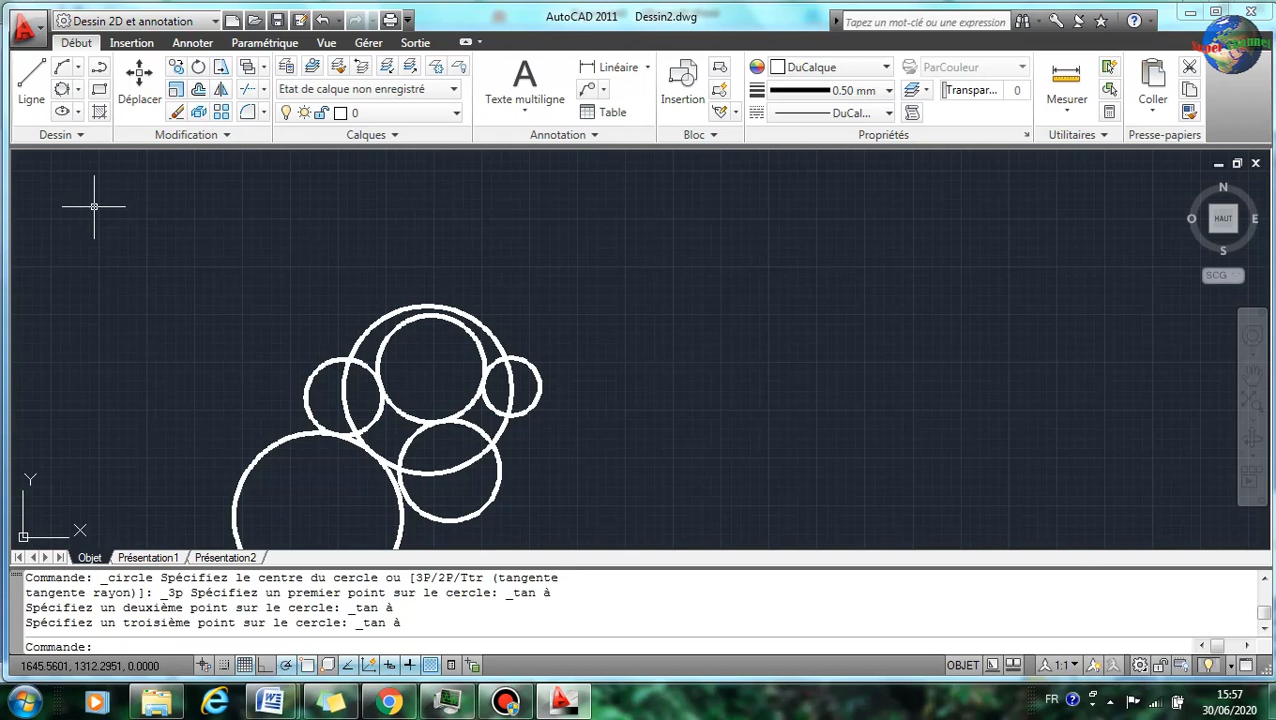 Dessin 2D et annotation
AutoCAD 2011 Dessin2.dwg
Tapez un mot-clé ou une expression
Début Insertion Annoter Paramétrique Vue Gérer Sortie
Ligne
Déplacer
Etat de calque non enregistré
0
Texte multiligne
Linéaire
Table
Insertion
DuCalque
0.50 mm
DuCal...
ParCouleur
Transpar... 0
Mesurer
Coller
Dessin Modification Calques Annotation Bloc Propriétés Utilitaires Presse-papiers
N
O HAUT E
S
SCG
Y
X
Objet Présentation1 Présentation2
Commande: _circle Spécifiez le centre du cercle ou [3P/2P/Ttr (tangente
tangente rayon)]: _3p Spécifiez un premier point sur le cercle: _tan à
Spécifiez un deuxième point sur le cercle: _tan à
Spécifiez un troisième point sur le cercle: _tan à
Commande:
1645.5601, 1312.2951, 0.0000
OBJET
1:1
FR
15:57
30/06/2020